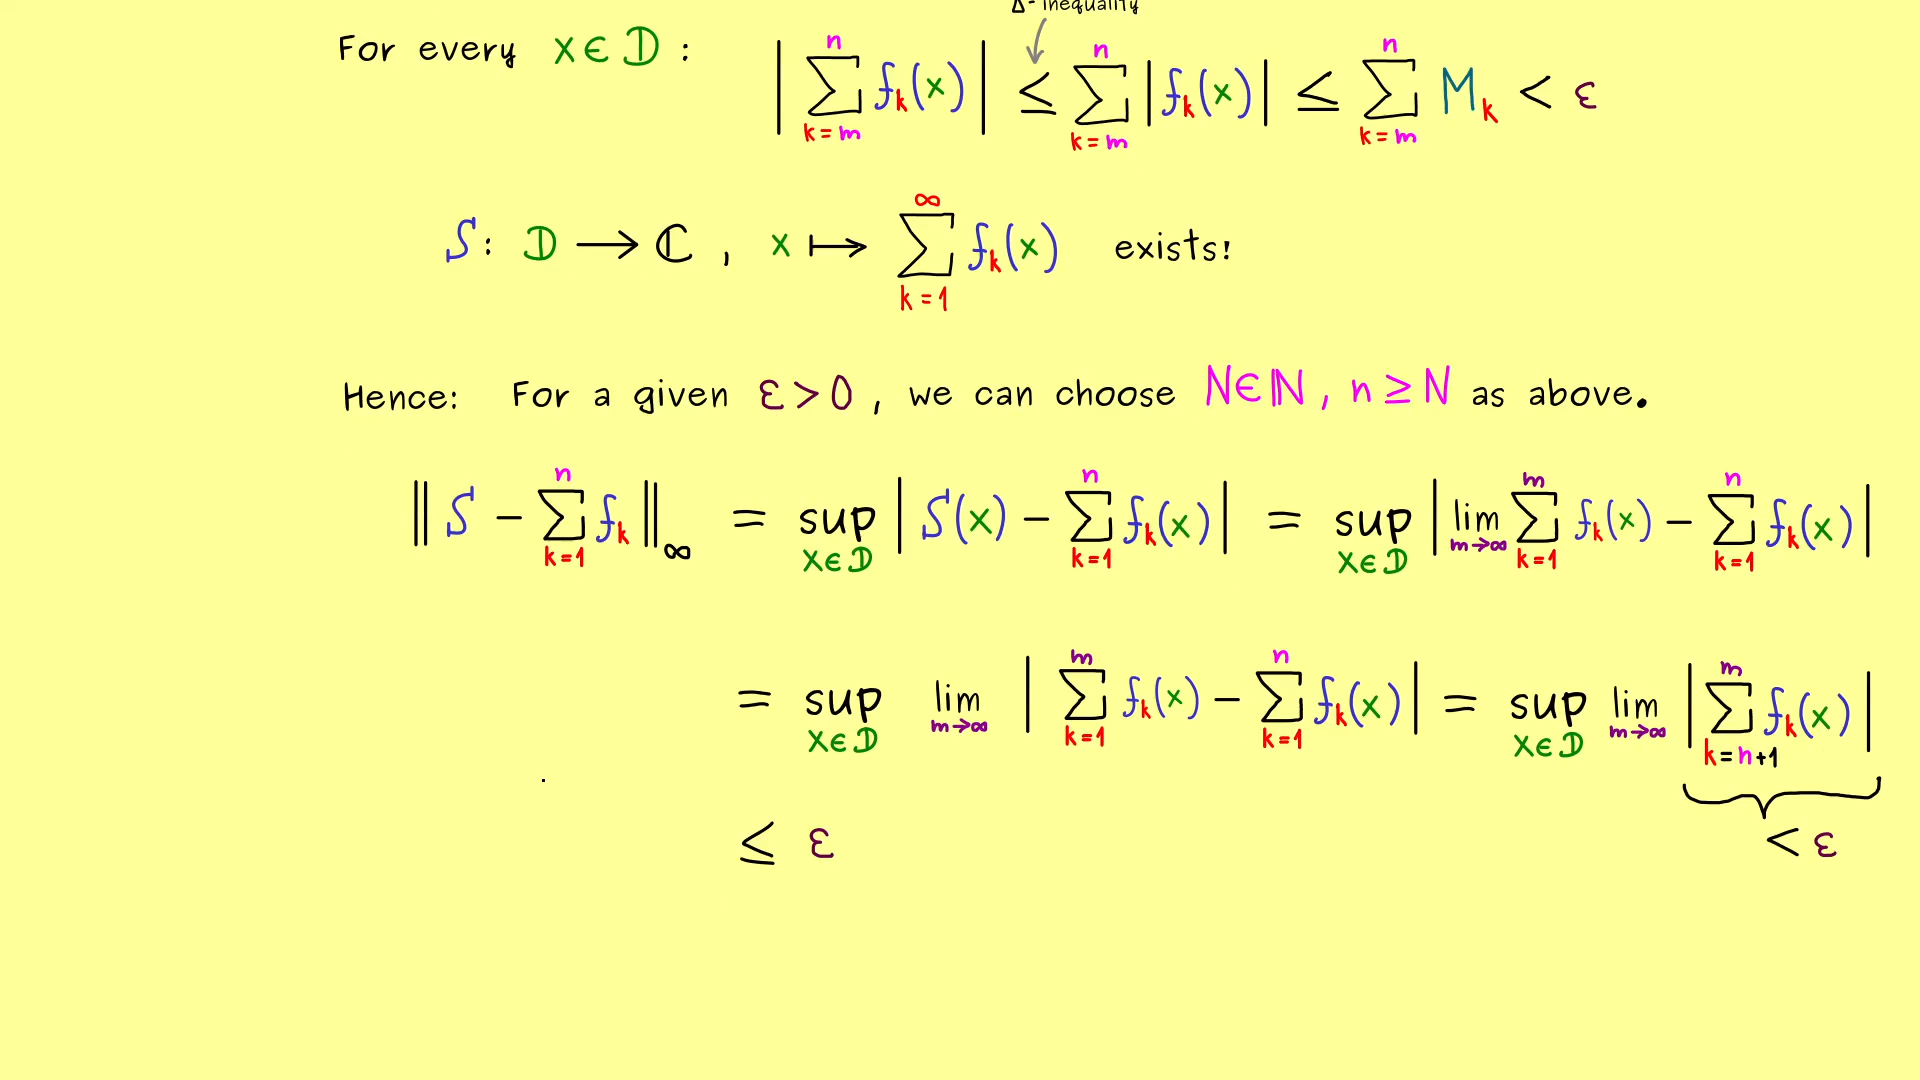 Δ-inequality
For every x∈D : |∑_{k=m}^{n} f_k(x)| ≤ ∑_{k=m}^{n} |f_k(x)| ≤ ∑_{k=m}^{n} M_k < ε
S: D ⟶ ℂ , x ⟼ ∑_{k=1}^{∞} f_k(x) exists!
Hence: For a given ε>0, we can choose N∈ℕ, n≥N as above.
‖S − ∑_{k=1}^{n} f_k‖_∞ = sup_{x∈D} |S(x) − ∑_{k=1}^{n} f_k(x)| = sup_{x∈D} |lim_{m→∞} ∑_{k=1}^{m} f_k(x) − ∑_{k=1}^{n} f_k(x)|
= sup_{x∈D} lim_{m→∞} |∑_{k=1}^{m} f_k(x) − ∑_{k=1}^{n} f_k(x)| = sup_{x∈D} lim_{m→∞} |∑_{k=n+1}^{m} f_k(x)|
≤ ε < ε